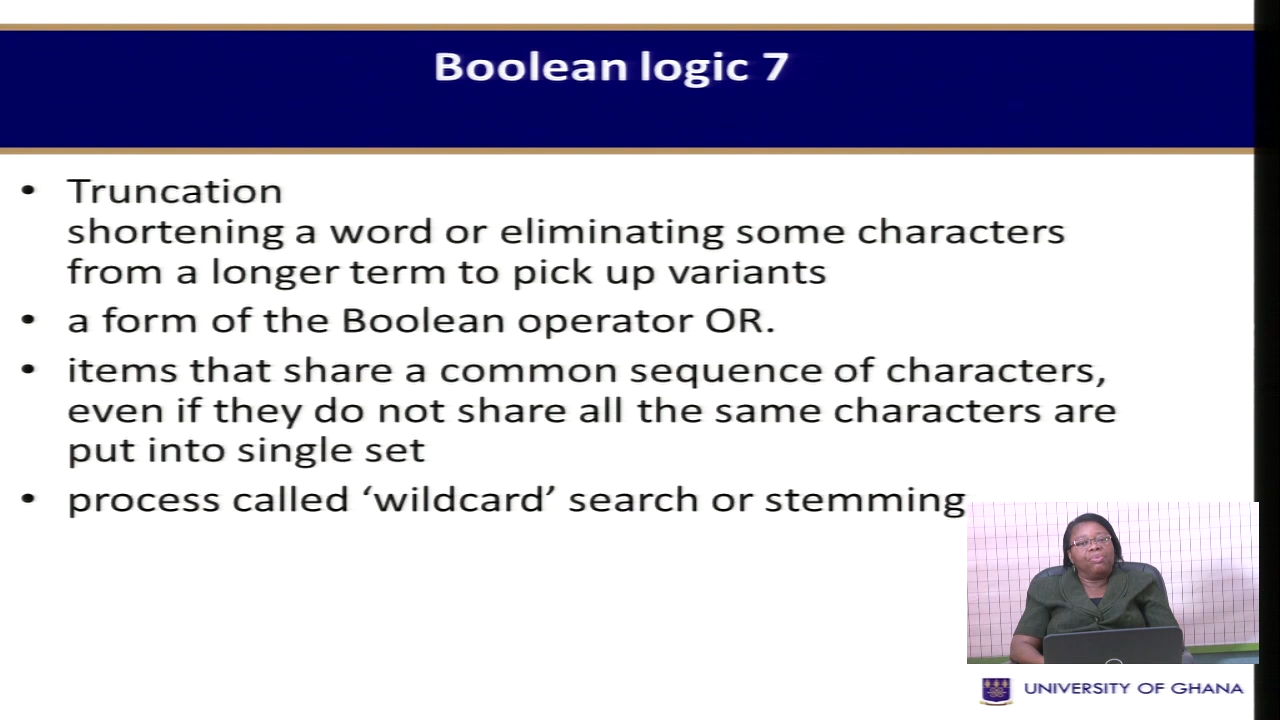 Boolean logic 7
• Truncation
shortening a word or eliminating some characters
from a longer term to pick up variants
• a form of the Boolean operator OR.
• items that share a common sequence of characters,
even if they do not share all the same characters are
put into single set
• process called ‘wildcard’ search or stemming
UNIVERSITY OF GHANA